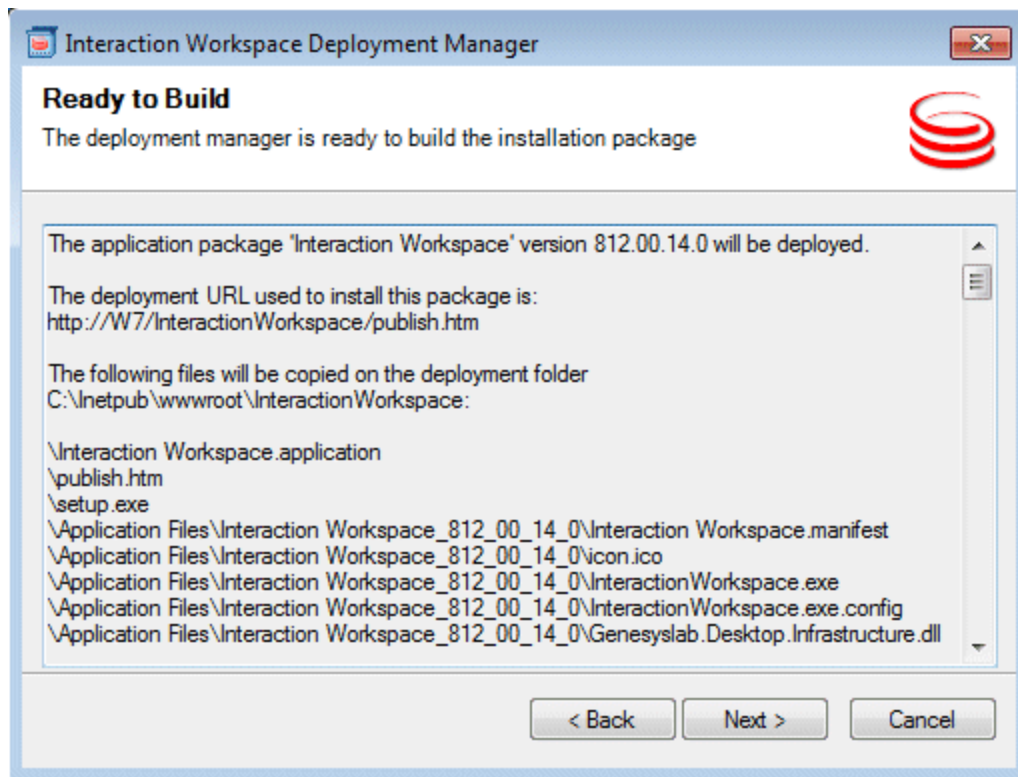 Interaction Workspace Deployment Manager
Ready to Build
The deployment manager is ready to build the installation package
The application package 'Interaction Workspace' version 812.00.14.0 will be deployed.
The deployment URL used to install this package is:
http://W7/InteractionWorkspace/publish.htm
The following files will be copied on the deployment folder
C:\Inetpub\wwwroot\InteractionWorkspace:
\Interaction Workspace.application
\publish.htm
\setup.exe
\Application Files\Interaction Workspace_812_00_14_0\Interaction Workspace.manifest
\Application Files\Interaction Workspace_812_00_14_0\icon.ico
\Application Files\Interaction Workspace_812_00_14_0\InteractionWorkspace.exe
\Application Files\Interaction Workspace_812_00_14_0\InteractionWorkspace.exe.config
\Application Files\Interaction Workspace_812_00_14_0\Genesyslab.Desktop.Infrastructure.dll
< Back Next > Cancel